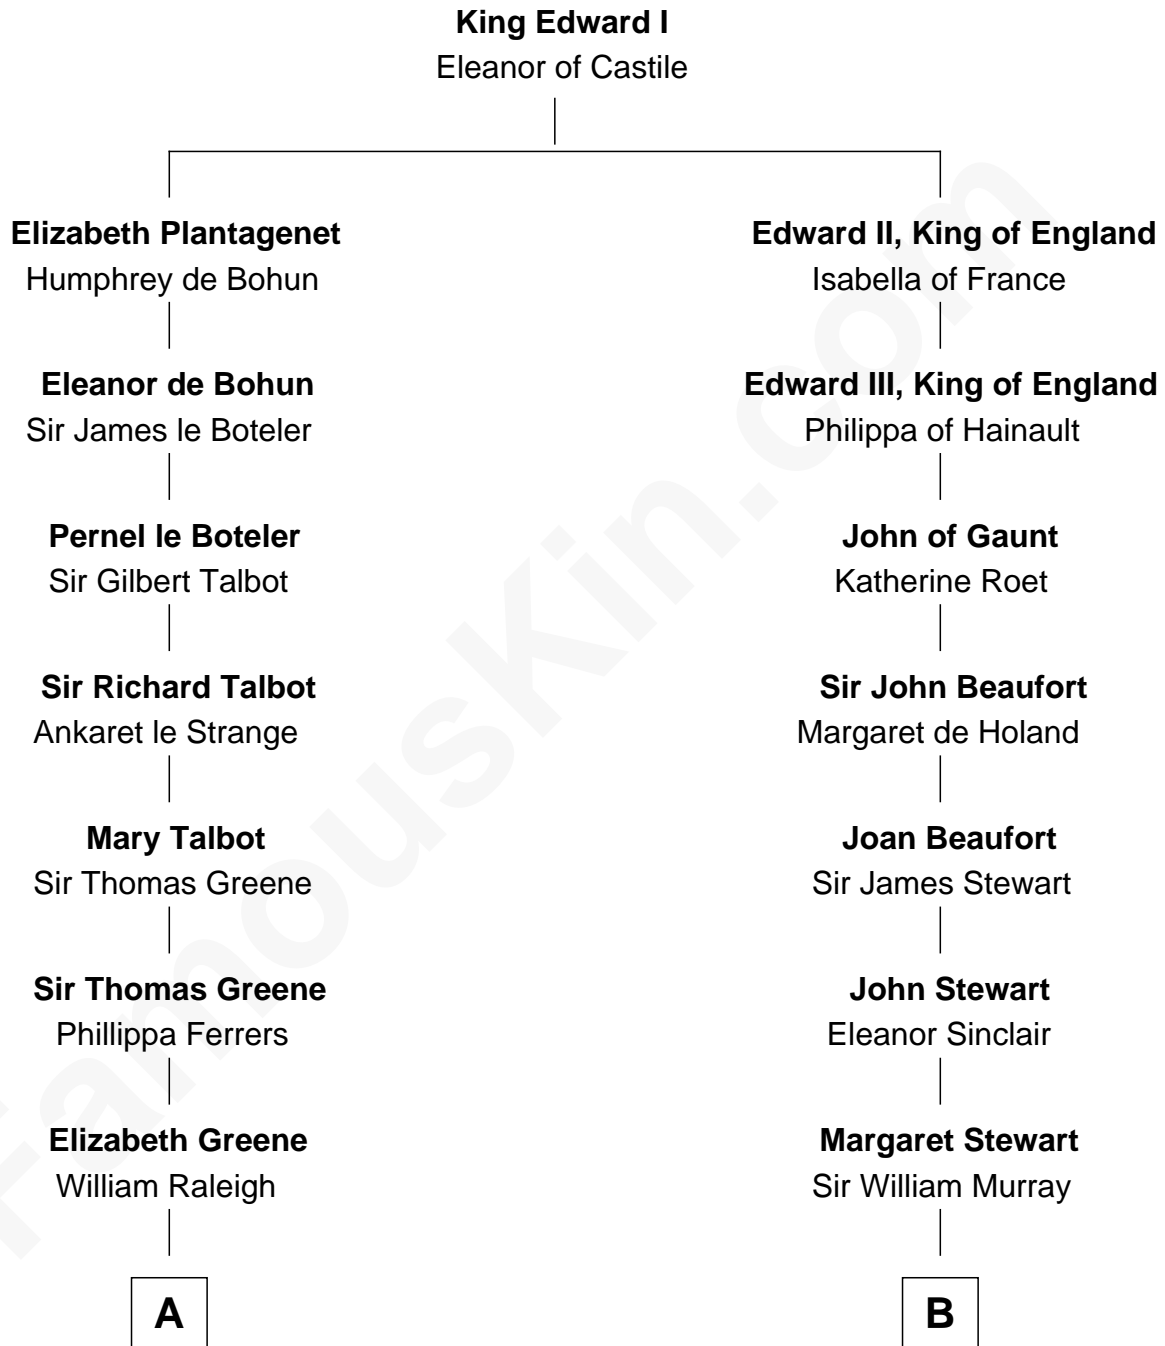 King Edward I
Eleanor of Castile
Elizabeth Plantagenet
Humphrey de Bohun
Edward II, King of England
Isabella of France
Eleanor de Bohun
Sir James le Boteler
Edward III, King of England
Philippa of Hainault
Pernel le Boteler
Sir Gilbert Talbot
John of Gaunt
Katherine Roet
Sir Richard Talbot
Ankaret le Strange
Sir John Beaufort
Margaret de Holand
Mary Talbot
Sir Thomas Greene
Joan Beaufort
Sir James Stewart
Sir Thomas Greene
Phillippa Ferrers
John Stewart
Eleanor Sinclair
Elizabeth Greene
William Raleigh
Margaret Stewart
Sir William Murray
A
B
FamousKin.com